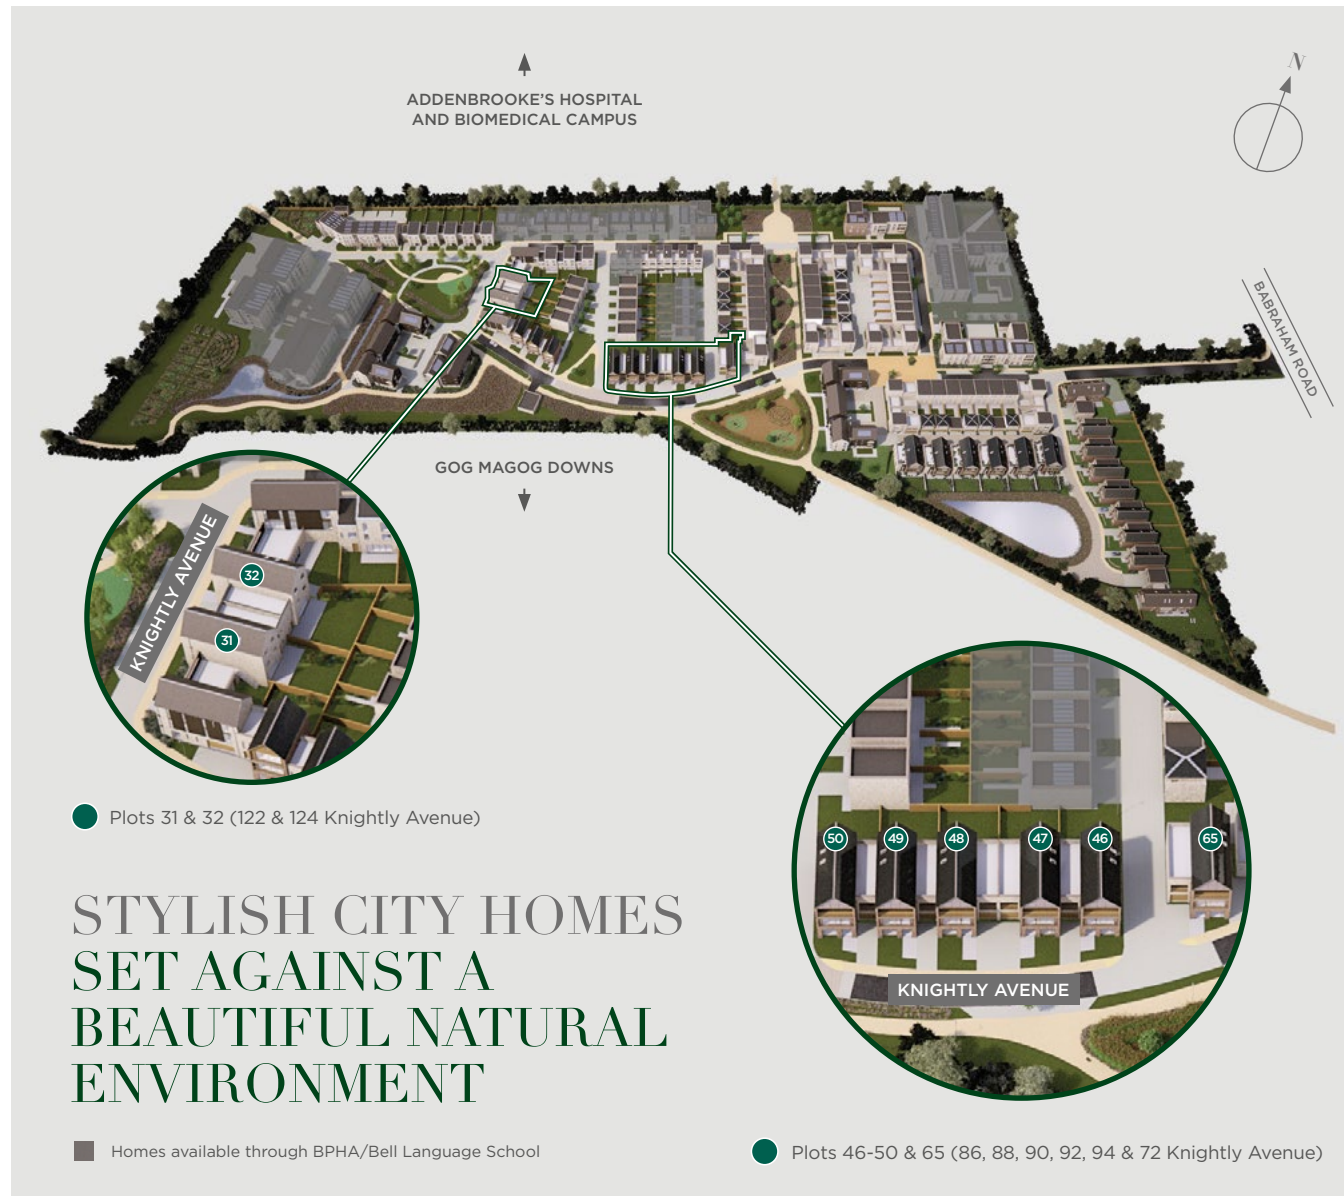 N
ADDENBROOKE'S HOSPITAL
AND BIOMEDICAL CAMPUS
BABRAHAM ROAD
GOG MAGOG DOWNS
KNIGHTLY AVENUE
32
31
Plots 31 & 32 (122 & 124 Knightly Avenue)
50
49
48
47
46
65
KNIGHTLY AVENUE
STYLISH CITY HOMES
SET AGAINST A
BEAUTIFUL NATURAL
ENVIRONMENT
Homes available through BPHA/Bell Language School
Plots 46-50 & 65 (86, 88, 90, 92, 94 & 72 Knightly Avenue)